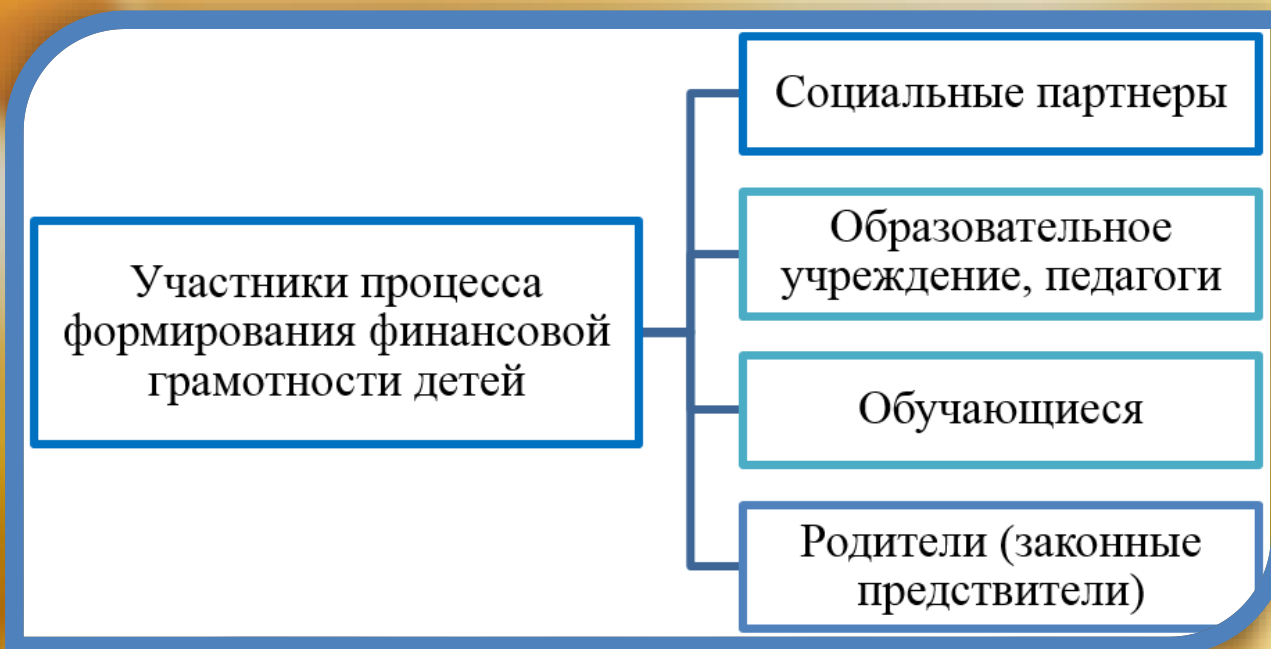 Участники процесса
формирования финансовой
грамотности детей
Социальные партнеры
Образовательное
учреждение, педагоги
Обучающиеся
Родители (законные
предствители)